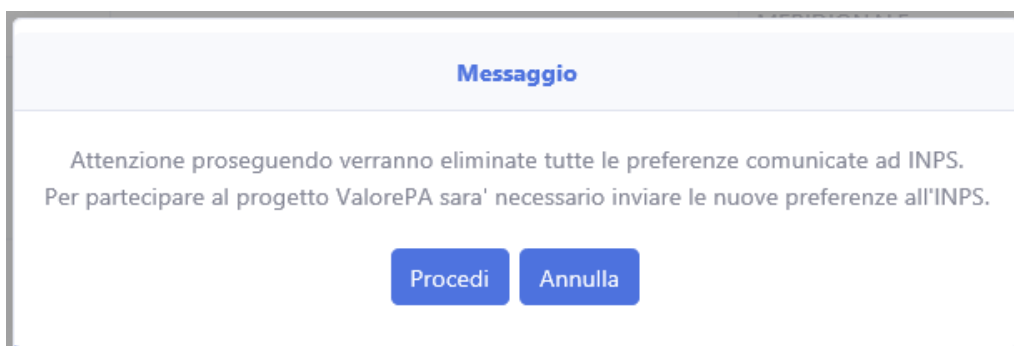 Messaggio
Attenzione proseguendo verranno eliminate tutte le preferenze comunicate ad INPS.
Per partecipare al progetto ValorePA sara' necessario inviare le nuove preferenze all'INPS.
Procedi Annulla